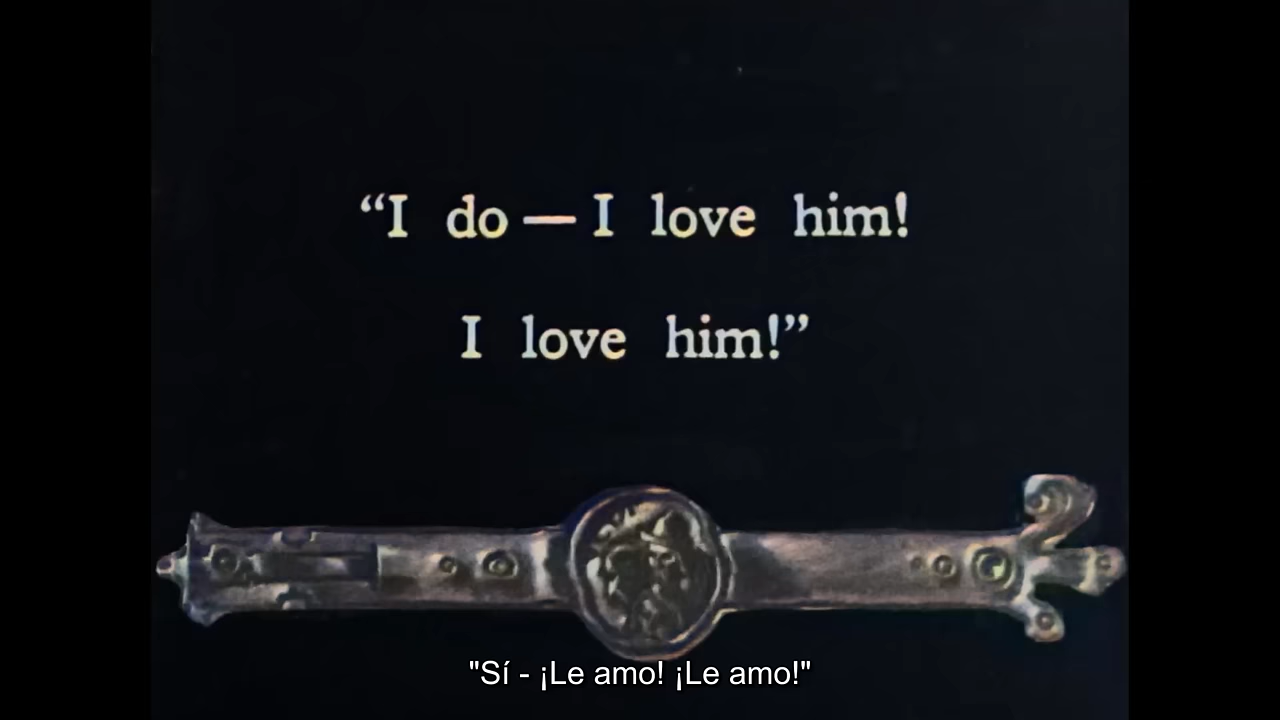 “I do — I love him!
I love him!”
"Sí - ¡Le amo! ¡Le amo!"